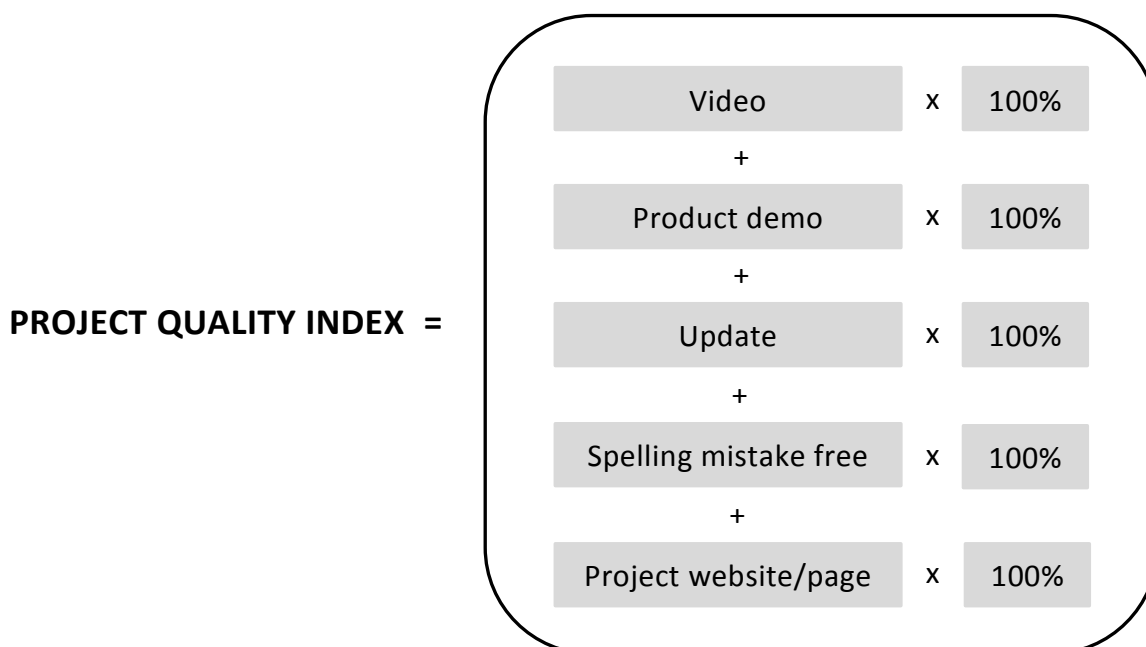 Video x 100%
+
Product demo x 100%
+
PROJECT QUALITY INDEX =
Update x 100%
+
Spelling mistake free x 100%
+
Project website/page x 100%